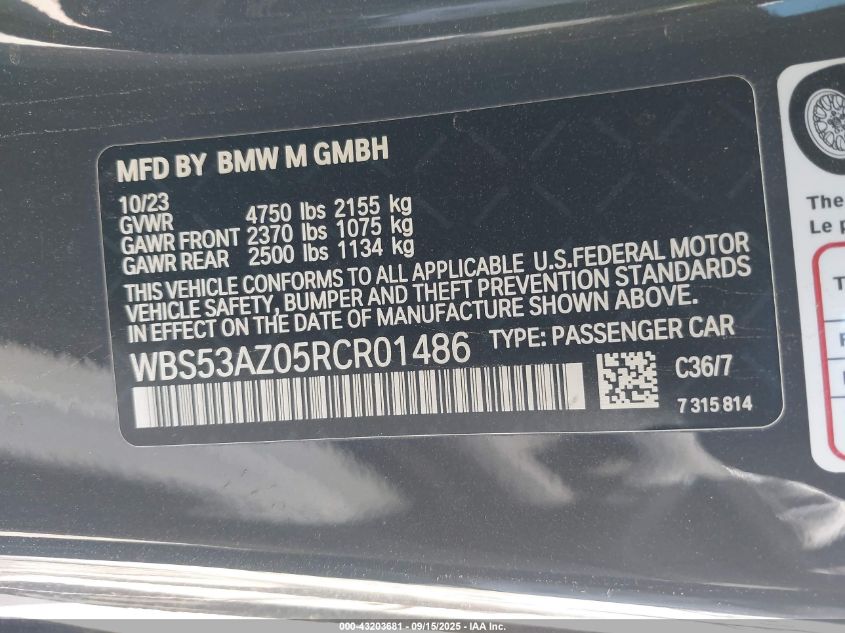 MFD BY BMW M GMBH
10/23
GVWR 4750 lbs 2155 kg
GAWR FRONT 2370 lbs 1075 kg
GAWR REAR 2500 lbs 1134 kg
THIS VEHICLE CONFORMS TO ALL APPLICABLE U.S.FEDERAL MOTOR
VEHICLE SAFETY, BUMPER AND THEFT PREVENTION STANDARDS
IN EFFECT ON THE DATE OF MANUFACTURE SHOWN ABOVE.
WBS53AZ05RCR01486 TYPE: PASSENGER CAR
C36/7
7 315 814
The
Le
000-43203681 - 09/15/2025 - IAA Inc.